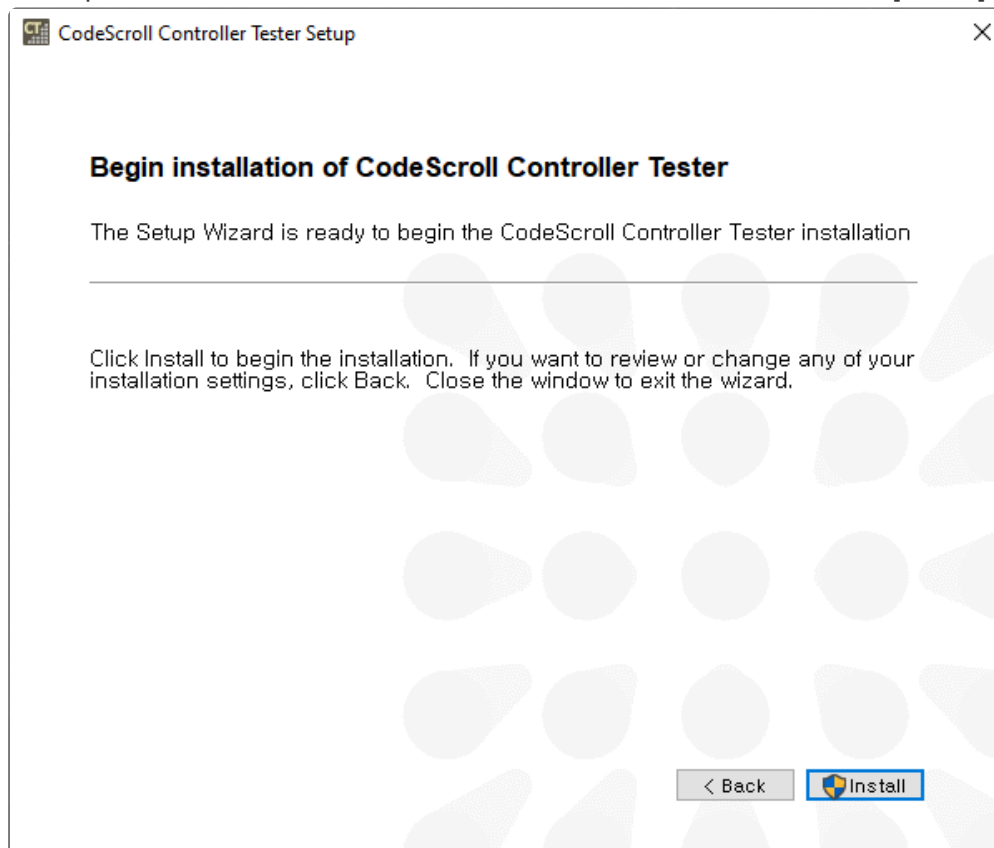 CT
CodeScroll Controller Tester Setup
Begin installation of CodeScroll Controller Tester
The Setup Wizard is ready to begin the CodeScroll Controller Tester installation
Click Install to begin the installation.  If you want to review or change any of your
installation settings, click Back.  Close the window to exit the wizard.
< Back
Install